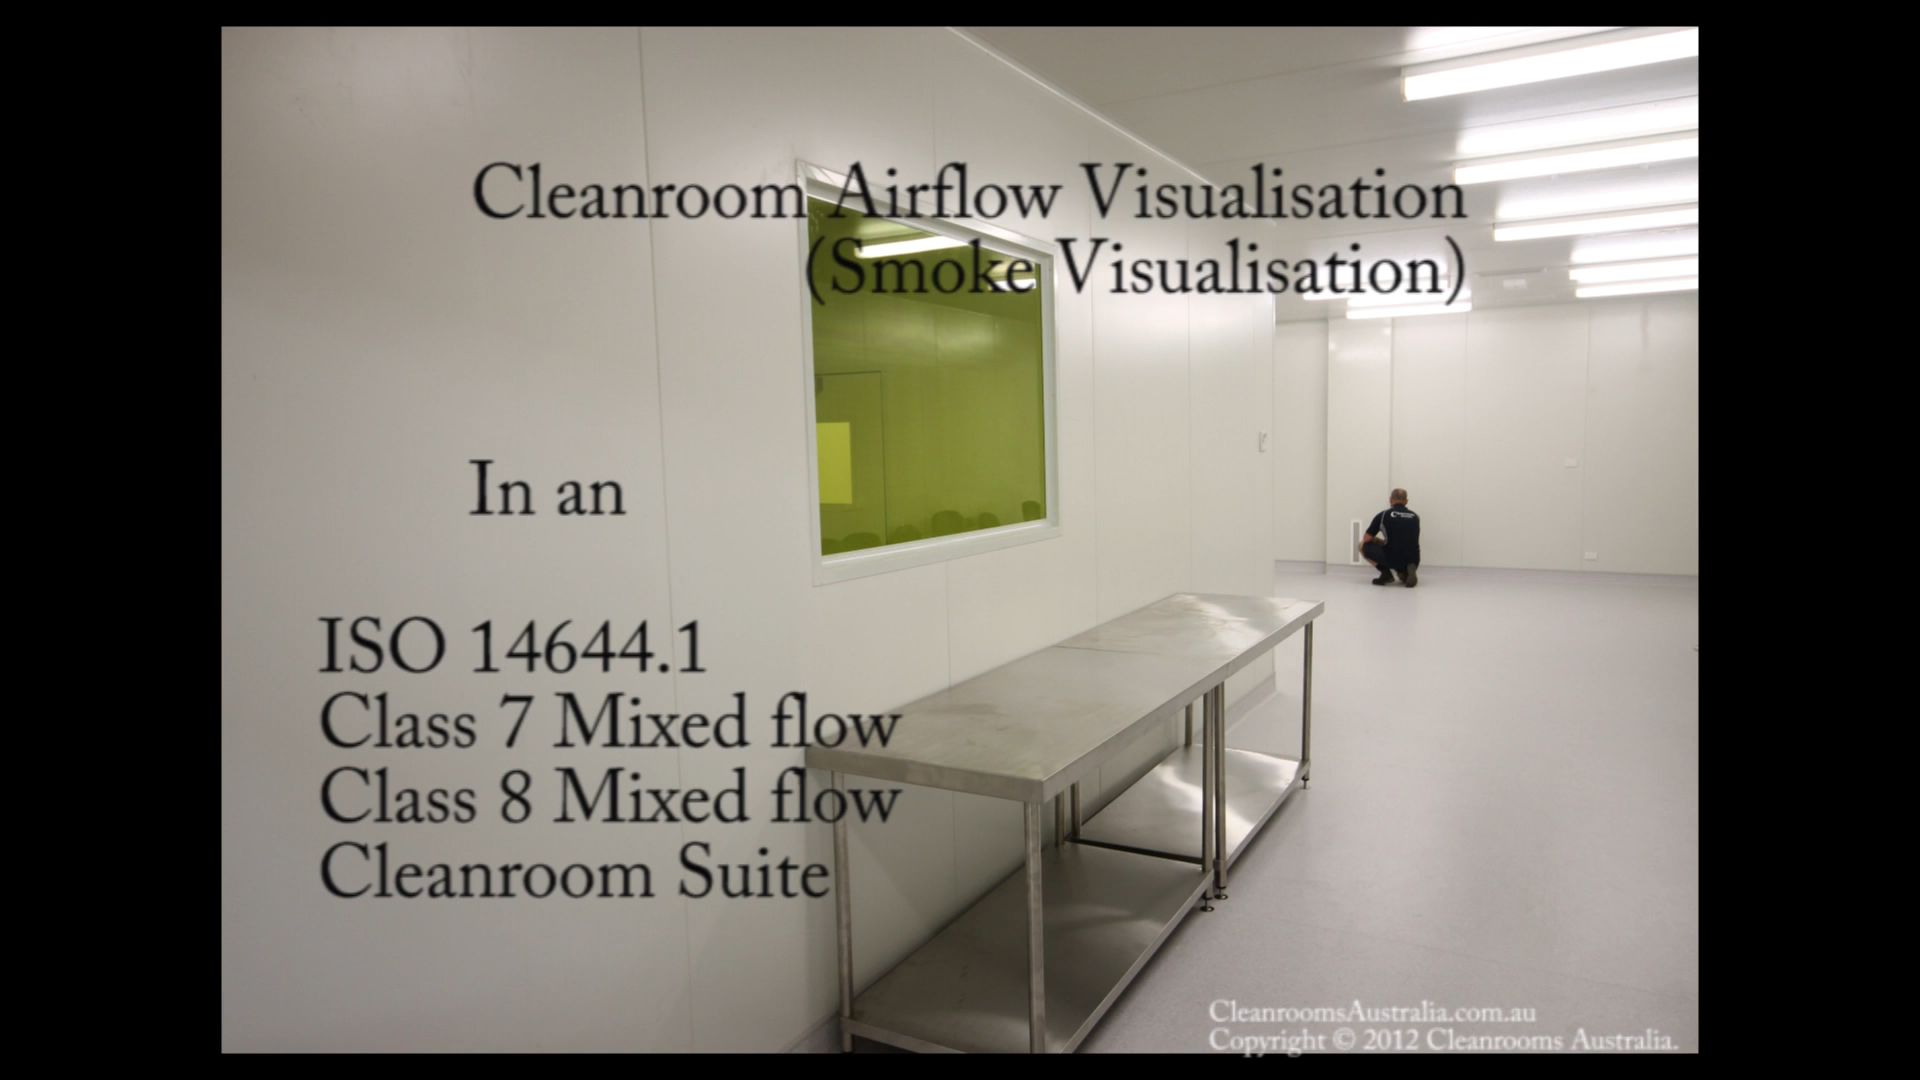 Cleanroom Airflow Visualisation
(Smoke Visualisation)
In an
ISO 14644.1
Class 7 Mixed flow
Class 8 Mixed flow
Cleanroom Suite
CleanroomsAustralia.com.au
Copyright © 2012 Cleanrooms Australia.